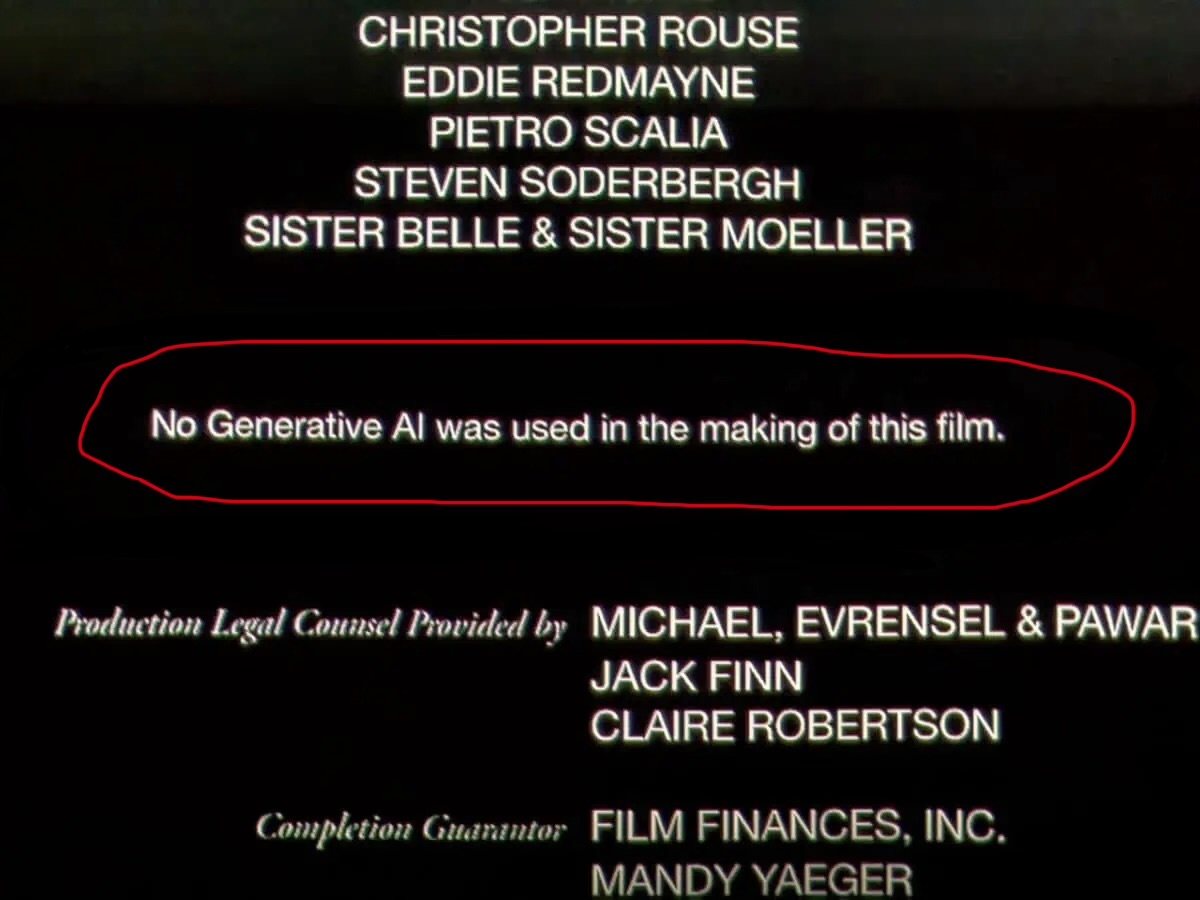 CHRISTOPHER ROUSE
EDDIE REDMAYNE
PIETRO SCALIA
STEVEN SODERBERGH
SISTER BELLE & SISTER MOELLER
No Generative AI was used in the making of this film.
Production Legal Counsel Provided by MICHAEL, EVRENSEL & PAWAR
JACK FINN
CLAIRE ROBERTSON
Completion Guarantor FILM FINANCES, INC.
MANDY YAEGER